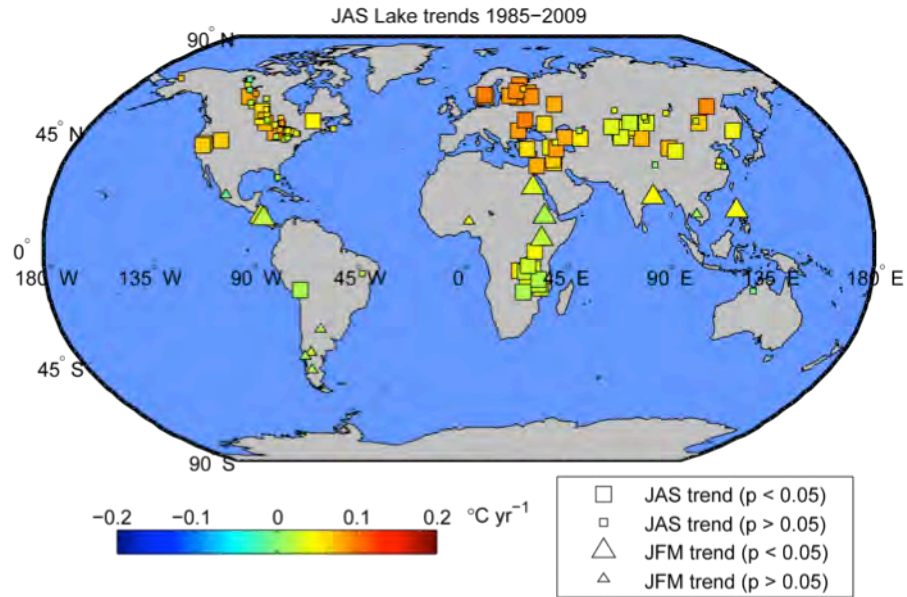 JAS Lake trends 1985−2009
90° N
45° N
0°
180° W 135° W 90° W 45° W 0° 45° E 90° E 135° E 180° E
45° S
90° S
−0.2 −0.1 0 0.1 0.2 °C yr⁻¹
JAS trend (p < 0.05)
JAS trend (p > 0.05)
JFM trend (p < 0.05)
JFM trend (p > 0.05)